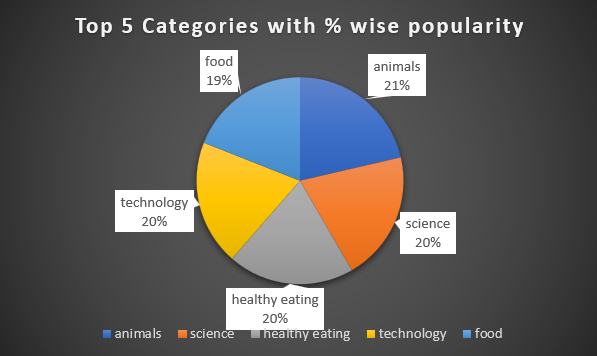 Top 5 Categories with % wise popularity
food
19%
animals
21%
technology
20%
science
20%
healthy eating
20%
animals science healthy eating technology food